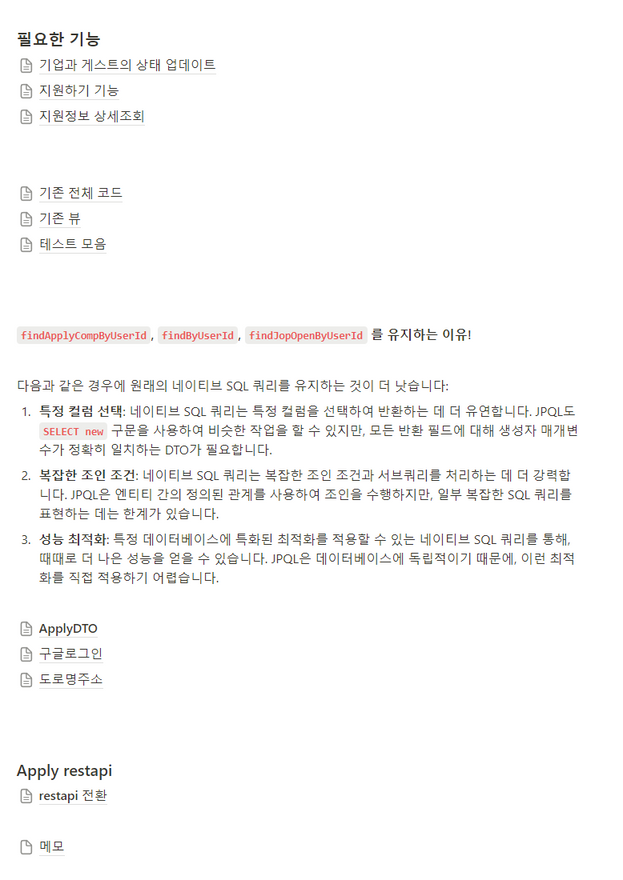 필요한 기능
기업과 게스트의 상태 업데이트
지원하기 기능
지원정보 상세조회
기존 전체 코드
기존 뷰
테스트 모음
findApplyCompByUserId, findByUserId, findJopOpenByUserId 를 유지하는 이유!
다음과 같은 경우에 원래의 네이티브 SQL 쿼리를 유지하는 것이 더 낫습니다:
1. 특정 컬럼 선택: 네이티브 SQL 쿼리는 특정 컬럼을 선택하여 반환하는 데 더 유연합니다. JPQL도
SELECT new 구문을 사용하여 비슷한 작업을 할 수 있지만, 모든 반환 필드에 대해 생성자 매개변
수가 정확히 일치하는 DTO가 필요합니다.
2. 복잡한 조인 조건: 네이티브 SQL 쿼리는 복잡한 조인 조건과 서브쿼리를 처리하는 데 더 강력합
니다. JPQL은 엔티티 간의 정의된 관계를 사용하여 조인을 수행하지만, 일부 복잡한 SQL 쿼리를
표현하는 데는 한계가 있습니다.
3. 성능 최적화: 특정 데이터베이스에 특화된 최적화를 적용할 수 있는 네이티브 SQL 쿼리를 통해,
때때로 더 나은 성능을 얻을 수 있습니다. JPQL은 데이터베이스에 독립적이기 때문에, 이런 최적
화를 직접 적용하기 어렵습니다.
ApplyDTO
구글로그인
도로명주소
Apply restapi
restapi 전환
메모